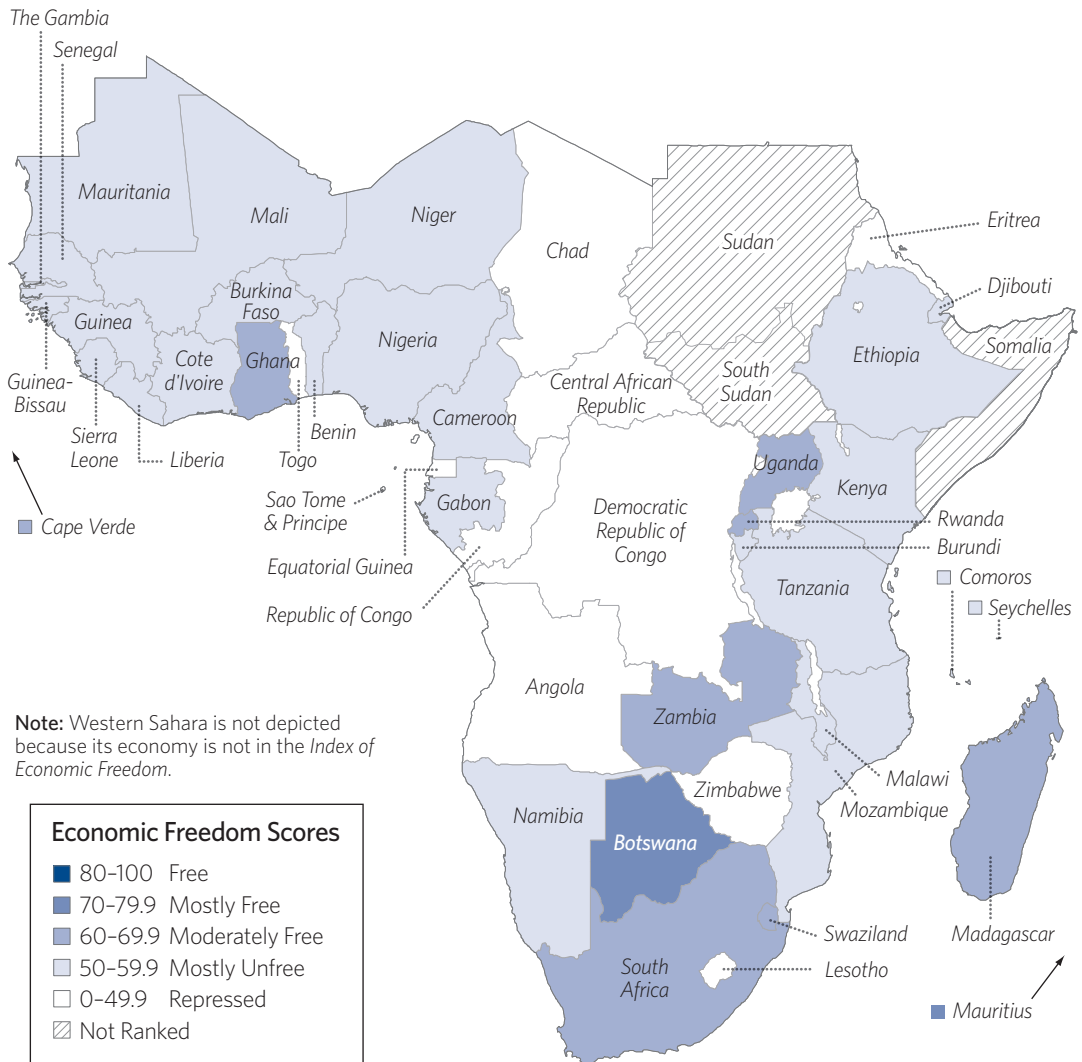 The Gambia
Senegal
Mauritania
Mali
Niger
Chad
Sudan
Eritrea
Djibouti
Burkina
Faso
Guinea
Nigeria
Ethiopia
Somalia
Cote
d'Ivoire
Ghana
South
Sudan
Central African
Republic
Guinea-
Bissau
Sierra
Leone
Liberia
Togo
Benin
Cameroon
Uganda
Kenya
Cape Verde
Sao Tome
& Principe
Gabon
Democratic
Republic of
Congo
Rwanda
Burundi
Equatorial Guinea
Republic of Congo
Tanzania
Comoros
Seychelles
Angola
Zambia
Malawi
Mozambique
Note: Western Sahara is not depicted
because its economy is not in the Index of
Economic Freedom.
Namibia
Zimbabwe
Botswana
Swaziland
Madagascar
South
Africa
Lesotho
Mauritius
Economic Freedom Scores
80–100 Free
70–79.9 Mostly Free
60–69.9 Moderately Free
50–59.9 Mostly Unfree
0–49.9 Repressed
Not Ranked